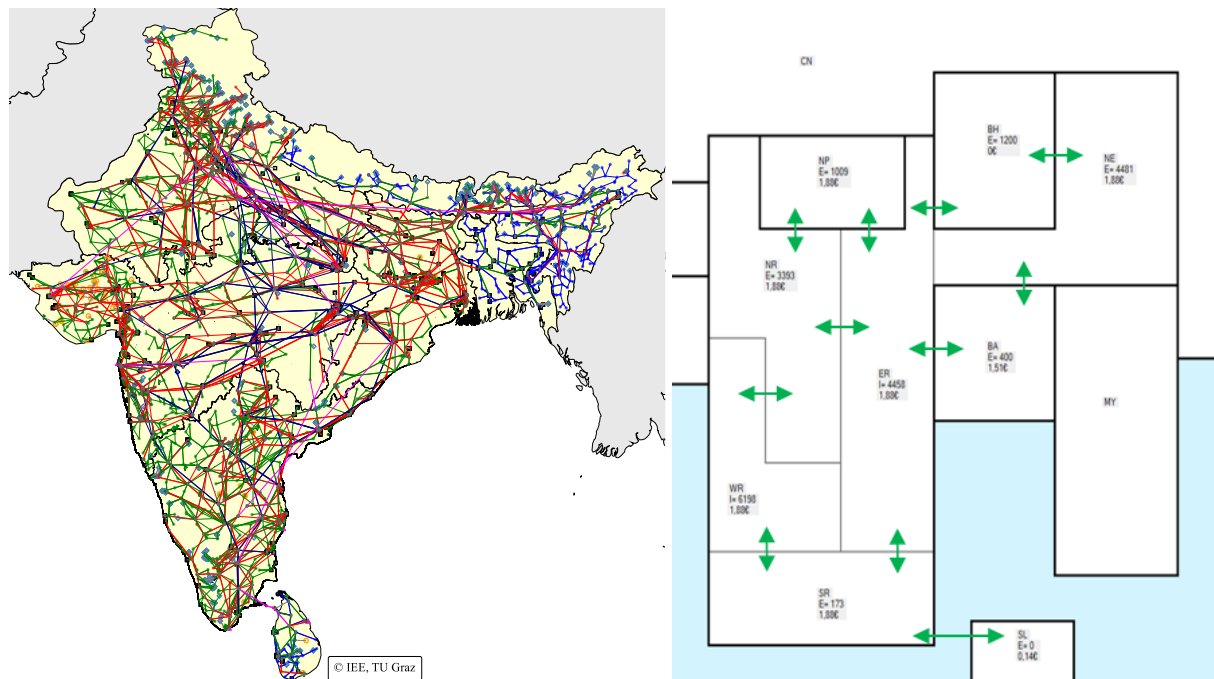 © IEE, TU Graz
CN
BH
E= 1200
0€
NE
E= 4481
1,88€
NP
E= 1009
1,88€
NR
E= 3393
1,88€
BA
E= 400
1,51€
ER
I= 4458
1,88€
MY
WR
I= 6198
1,88€
SR
E= 173
1,88€
SL
E= 0
0,14€